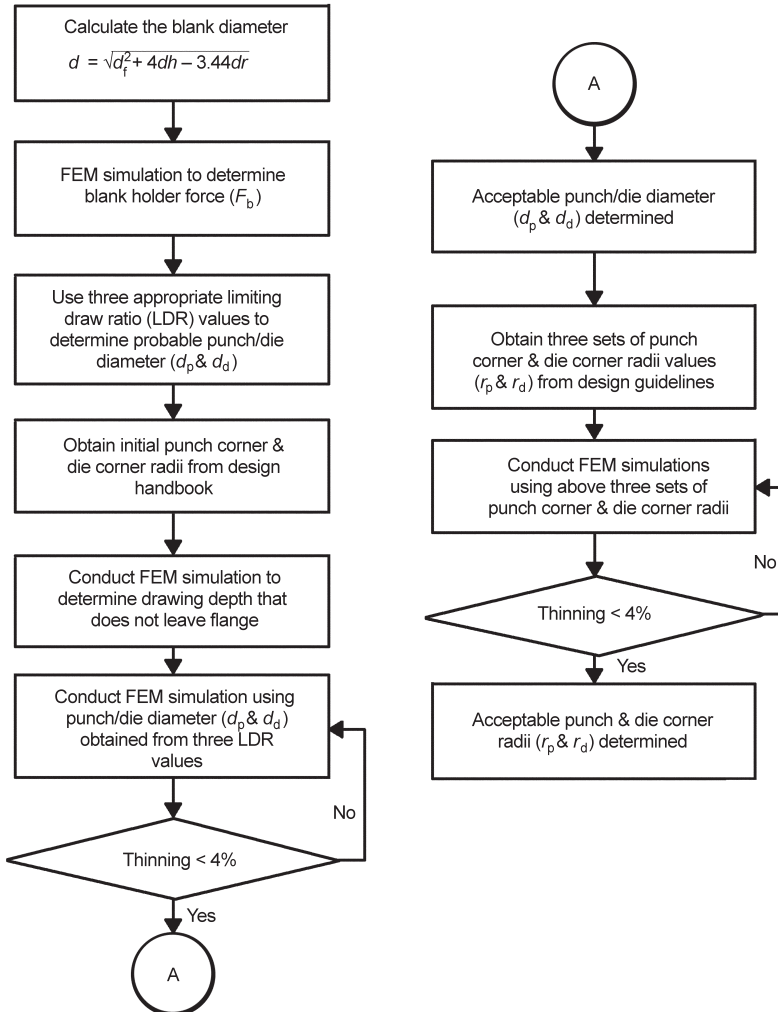 Calculate the blank diameter
d = √d_f^2 + 4dh – 3.44dr
FEM simulation to determine
blank holder force (F_b)
Use three appropriate limiting
draw ratio (LDR) values to
determine probable punch/die
diameter (d_p & d_d)
Obtain initial punch corner &
die corner radii from design
handbook
Conduct FEM simulation to
determine drawing depth that
does not leave flange
Conduct FEM simulation using
punch/die diameter (d_p & d_d)
obtained from three LDR
values
No
Thinning < 4%
Yes
A
A
Acceptable punch/die diameter
(d_p & d_d) determined
Obtain three sets of punch
corner & die corner radii values
(r_p & r_d) from design guidelines
Conduct FEM simulations
using above three sets of
punch corner & die corner radii
No
Thinning < 4%
Yes
Acceptable punch & die corner
radii (r_p & r_d) determined